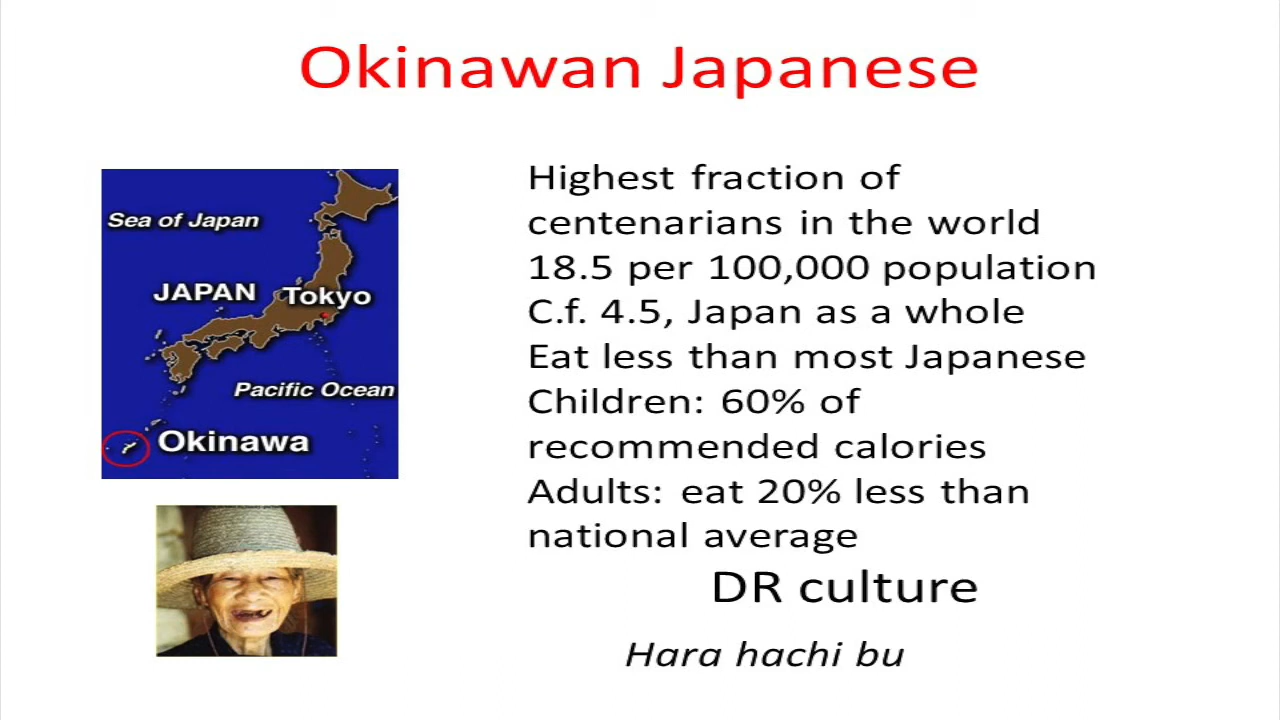 Okinawan Japanese
Sea of Japan
JAPAN
Tokyo
Pacific Ocean
Okinawa
Highest fraction of
centenarians in the world
18.5 per 100,000 population
C.f. 4.5, Japan as a whole
Eat less than most Japanese
Children: 60% of
recommended calories
Adults: eat 20% less than
national average
DR culture
Hara hachi bu